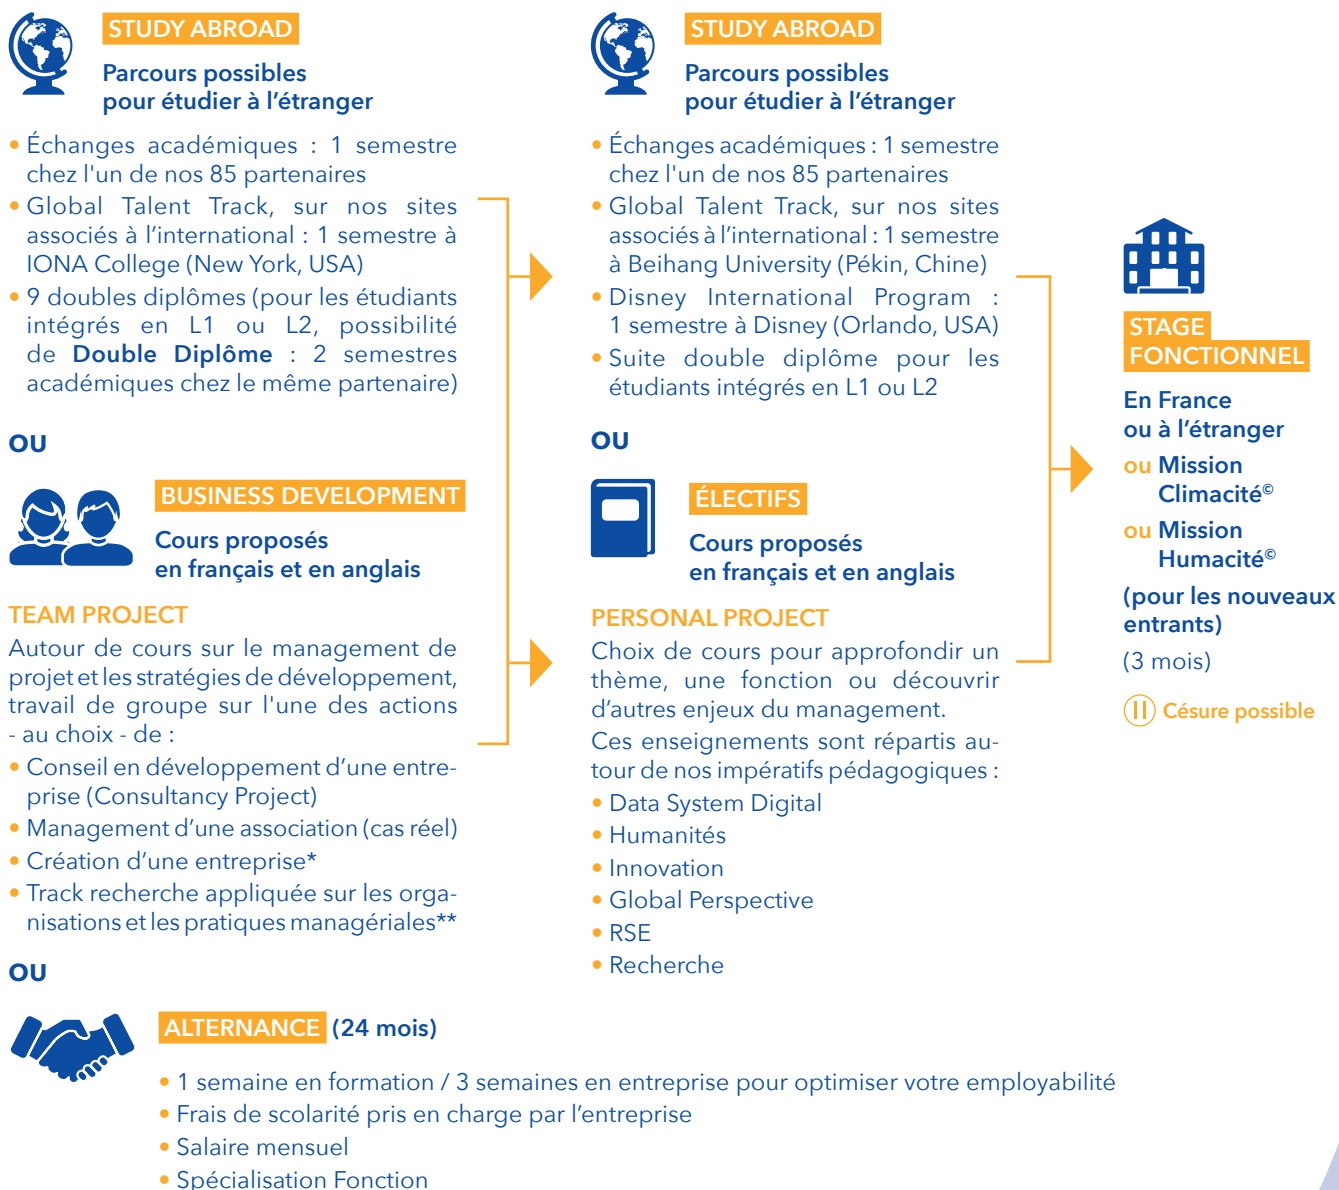 STUDY ABROAD
Parcours possibles
pour étudier à l’étranger
• Échanges académiques : 1 semestre
chez l'un de nos 85 partenaires
• Global Talent Track, sur nos sites
associés à l’international : 1 semestre à
IONA College (New York, USA)
• 9 doubles diplômes (pour les étudiants
intégrés en L1 ou L2, possibilité
de Double Diplôme : 2 semestres
académiques chez le même partenaire)
OU
BUSINESS DEVELOPMENT
Cours proposés
en français et en anglais
TEAM PROJECT
Autour de cours sur le management de
projet et les stratégies de développement,
travail de groupe sur l'une des actions
- au choix - de :
• Conseil en développement d’une entre-
prise (Consultancy Project)
• Management d’une association (cas réel)
• Création d’une entreprise*
• Track recherche appliquée sur les orga-
nisations et les pratiques managériales**
OU
STUDY ABROAD
Parcours possibles
pour étudier à l’étranger
• Échanges académiques : 1 semestre
chez l'un de nos 85 partenaires
• Global Talent Track, sur nos sites
associés à l’international : 1 semestre
à Beihang University (Pékin, Chine)
• Disney International Program :
1 semestre à Disney (Orlando, USA)
• Suite double diplôme pour les
étudiants intégrés en L1 ou L2
OU
ÉLECTIFS
Cours proposés
en français et en anglais
PERSONAL PROJECT
Choix de cours pour approfondir un
thème, une fonction ou découvrir
d’autres enjeux du management.
Ces enseignements sont répartis au-
tour de nos impératifs pédagogiques :
• Data System Digital
• Humanités
• Innovation
• Global Perspective
• RSE
• Recherche
STAGE
FONCTIONNEL
En France
ou à l’étranger
ou Mission
Climacité©
ou Mission
Humacité©
(pour les nouveaux
entrants)
(3 mois)
Césure possible
ALTERNANCE (24 mois)
• 1 semaine en formation / 3 semaines en entreprise pour optimiser votre employabilité
• Frais de scolarité pris en charge par l’entreprise
• Salaire mensuel
• Spécialisation Fonction